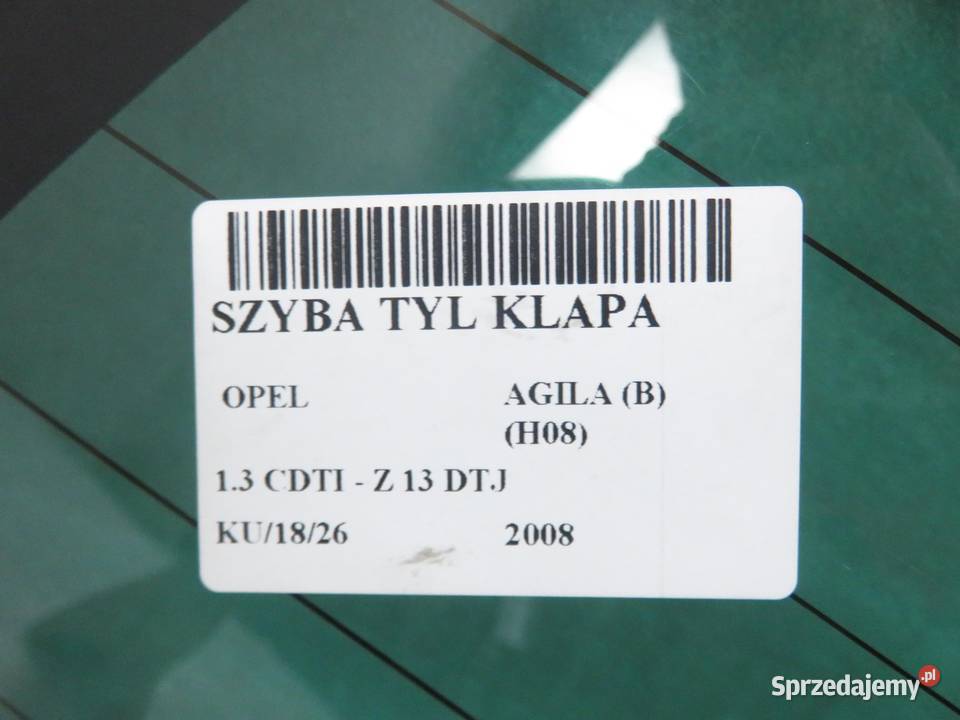 SZYBA TYL KLAPA
OPEL AGILA (B)
(H08)
1.3 CDTI - Z 13 DTJ
KU/18/26 2008
Sprzedajemy.pl